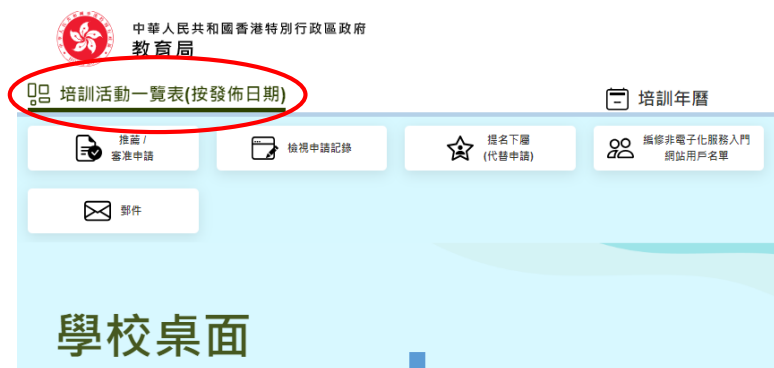 中華人民共和國香港特別行政區政府
教育局
培訓活動一覽表(按發佈日期)
培訓年曆
推薦 /
審准申請
檢視申請記錄
提名下屬
(代替申請)
編修非電子化服務入門
網站用戶名單
郵件
學校桌面